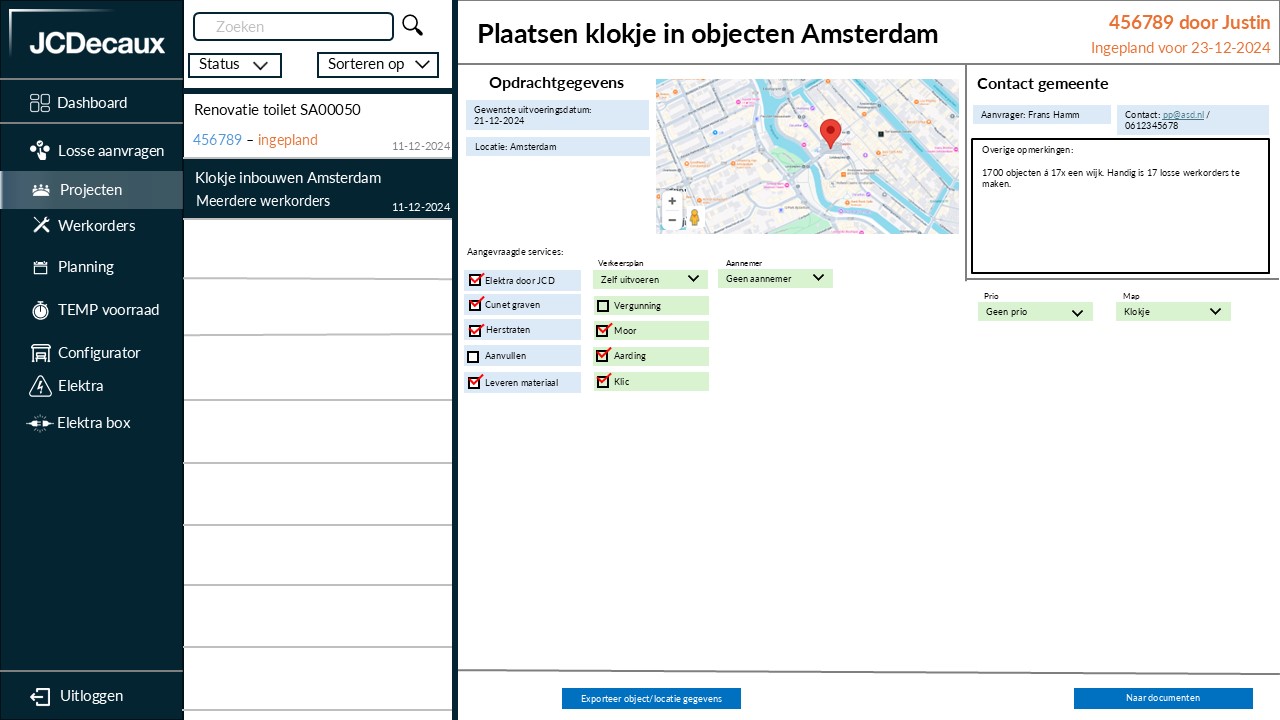 JCDecaux
Dashboard
Losse aanvragen
Projecten
Werkorders
Planning
TEMP voorraad
Configurator
Elektra
Elektra box
Uitloggen
Zoeken
Status
Sorteren op
Renovatie toilet SA00050
456789 – ingepland
11-12-2024
Klokje inbouwen Amsterdam
Meerdere werkorders
11-12-2024
Plaatsen klokje in objecten Amsterdam
456789 door Justin
Ingepland voor 23-12-2024
Opdrachtgegevens
Gewenste uitvoeringsdatum:
21-12-2024
Locatie: Amsterdam
Contact gemeente
Aanvrager: Frans Hamm
Contact: pp@asd.nl /
0612345678
Overige opmerkingen:
1700 objecten á 17x een wijk. Handig is 17 losse werkorders te
maken.
Aangevraagde services:
Elektra door JCD
Cunet graven
Herstraten
Aanvullen
Leveren materiaal
Verkeersplan
Zelf uitvoeren
Vergunning
Moor
Aarding
Klic
Aannemer
Geen aannemer
Prio
Geen prio
Map
Klokje
Exporteer object/locatie gegevens
Naar documenten